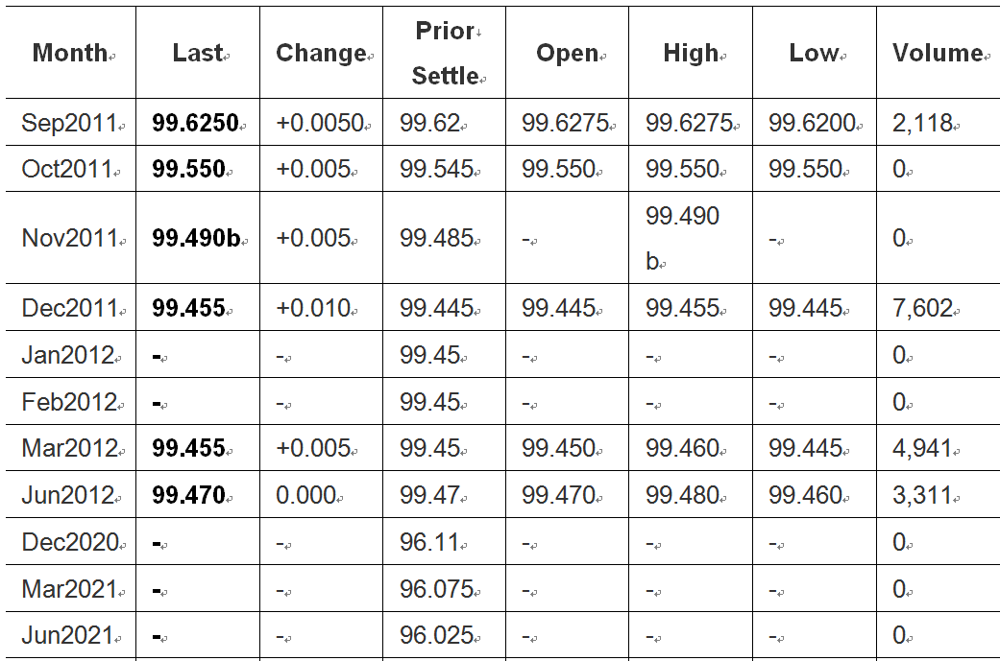 Month Last Change Prior Settle Open High Low Volume
Sep2011 99.6250 +0.0050 99.62 99.6275 99.6275 99.6200 2,118
Oct2011 99.550 +0.005 99.545 99.550 99.550 99.550 0
Nov2011 99.490b +0.005 99.485 - 99.490 b - 0
Dec2011 99.455 +0.010 99.445 99.445 99.455 99.445 7,602
Jan2012 - - 99.45 - - - 0
Feb2012 - - 99.45 - - - 0
Mar2012 99.455 +0.005 99.45 99.450 99.460 99.445 4,941
Jun2012 99.470 0.000 99.47 99.470 99.480 99.460 3,311
Dec2020 - - 96.11 - - - 0
Mar2021 - - 96.075 - - - 0
Jun2021 - - 96.025 - - - 0